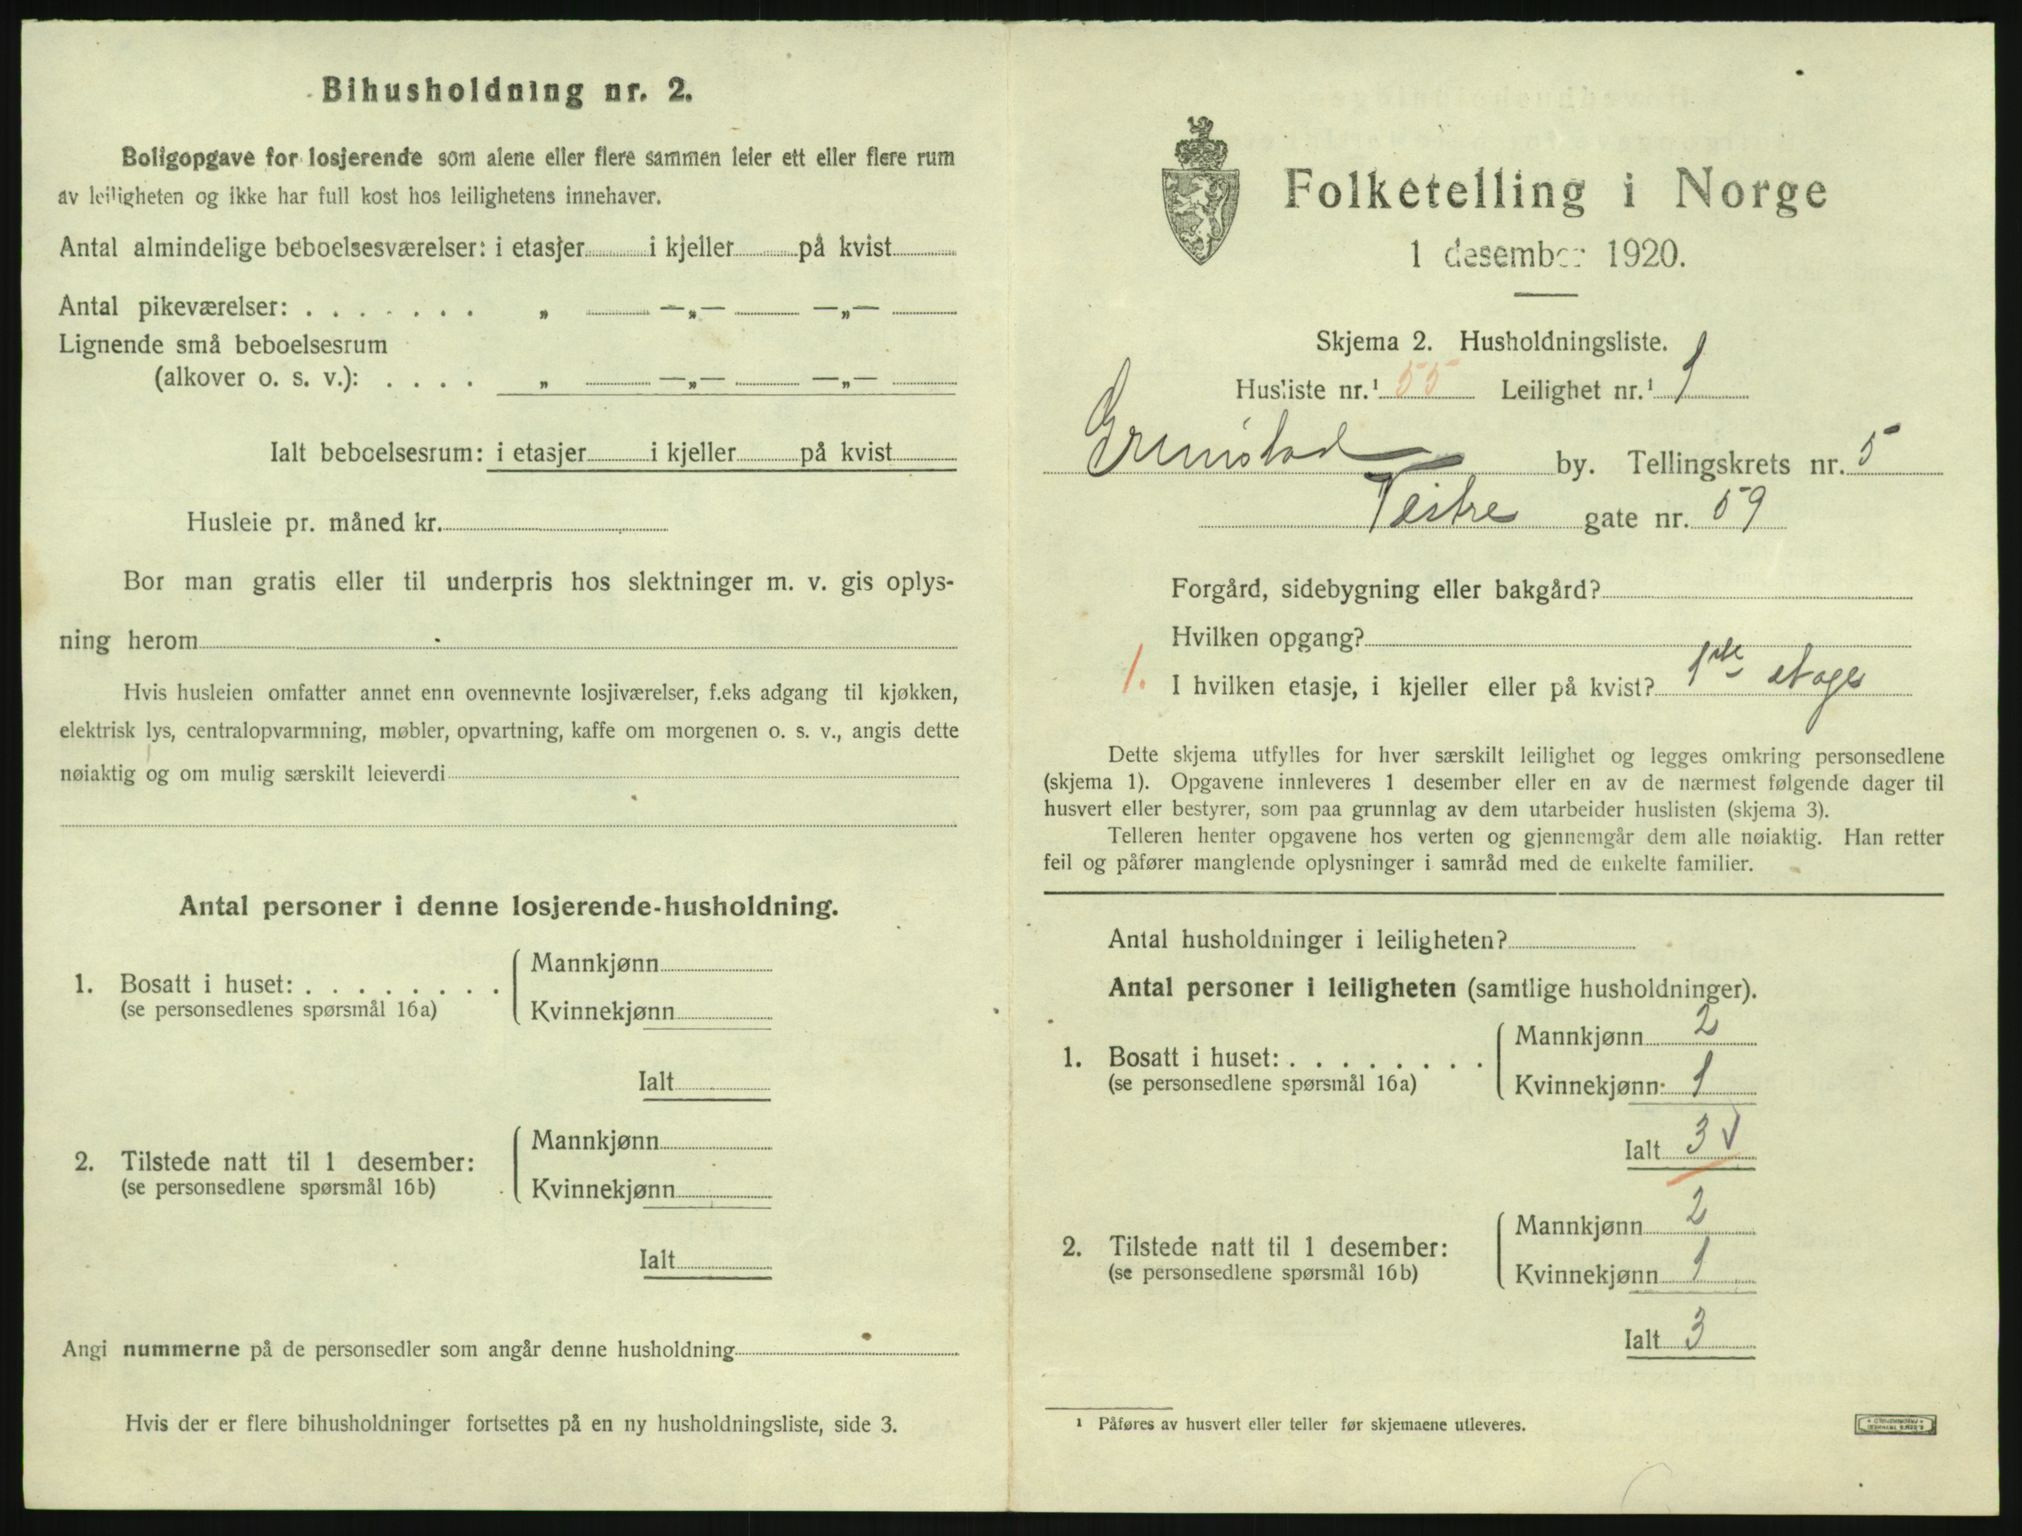 Bihusholdning nr. 2.
Boligopgave for losjerende som alene eller flere sammen leier ett eller flere rum
av leiligheten og ikke har full kost hos leilighetens innehaver.
Antal almindelige beboelsesværelser: i etasjer i kjeller på kvist
Antal pikeværelser: . . . . . . . „ —„— —„—
Lignende små beboelsesrum
(alkover o. s. v.): . . . . „ —„— —„—
Ialt beboelsesrum: i etasjer i kjeller på kvist
Husleie pr. måned kr.
Bor man gratis eller til underpris hos slektninger m. v. gis oplys-
ning herom
Hvis husleien omfatter annet enn ovennevnte losjiværelser, f.eks adgang til kjøkken,
elektrisk lys, centralopvarmning, møbler, opvartning, kaffe om morgenen o. s. v., angis dette
nøiaktig og om mulig særskilt leieverdi
Antal personer i denne losjerende-husholdning.
Mannkjønn
1. Bosatt i huset: . . . . . . . .
(se personsedlenes spørsmål 16a)
Kvinnekjønn
Ialt
Mannkjønn
2. Tilstede natt til 1 desember:
(se personsedlene spørsmål 16b)
Kvinnekjønn
Ialt
Angi nummerne på de personsedler som angår denne husholdning
Hvis der er flere bihusholdninger fortsettes på en ny husholdningsliste, side 3.
Folketelling i Norge
1 desember 1920.
Skjema 2. Husholdningsliste.
Husliste nr.¹ 55 Leilighet nr.¹ 1
Grimstad by. Tellingskrets nr. 5
Vestre gate nr. 59
Forgård, sidebygning eller bakgård?
Hvilken opgang?
1. I hvilken etasje, i kjeller eller på kvist? 1ste etage
Dette skjema utfylles for hver særskilt leilighet og legges omkring personsedlene
(skjema 1). Opgavene innleveres 1 desember eller en av de nærmest følgende dager til
husvert eller bestyrer, som paa grunnlag av dem utarbeider huslisten (skjema 3).
Telleren henter opgavene hos verten og gjennemgår dem alle nøiaktig. Han retter
feil og påfører manglende oplysninger i samråd med de enkelte familier.
Antal husholdninger i leiligheten?
Antal personer i leiligheten (samtlige husholdninger).
Mannkjønn 2
1. Bosatt i huset: . . . . . . . .
(se personsedlene spørsmål 16a)
Kvinnekjønn 1
Ialt 3 √
Mannkjønn 2
2. Tilstede natt til 1 desember:
(se personsedlene spørsmål 16b)
Kvinnekjønn 1
Ialt 3
¹ Påføres av husvert eller teller før skjemaene utleveres.